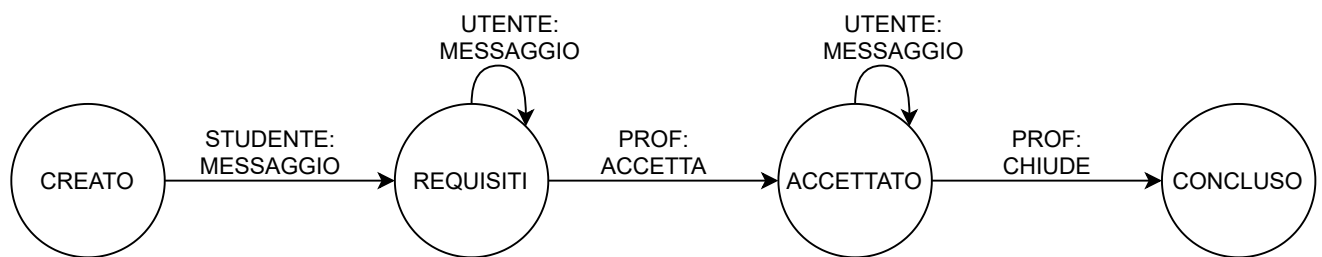 UTENTE:
MESSAGGIO
UTENTE:
MESSAGGIO
STUDENTE:
MESSAGGIO
PROF:
ACCETTA
PROF:
CHIUDE
CREATO
REQUISITI
ACCETTATO
CONCLUSO